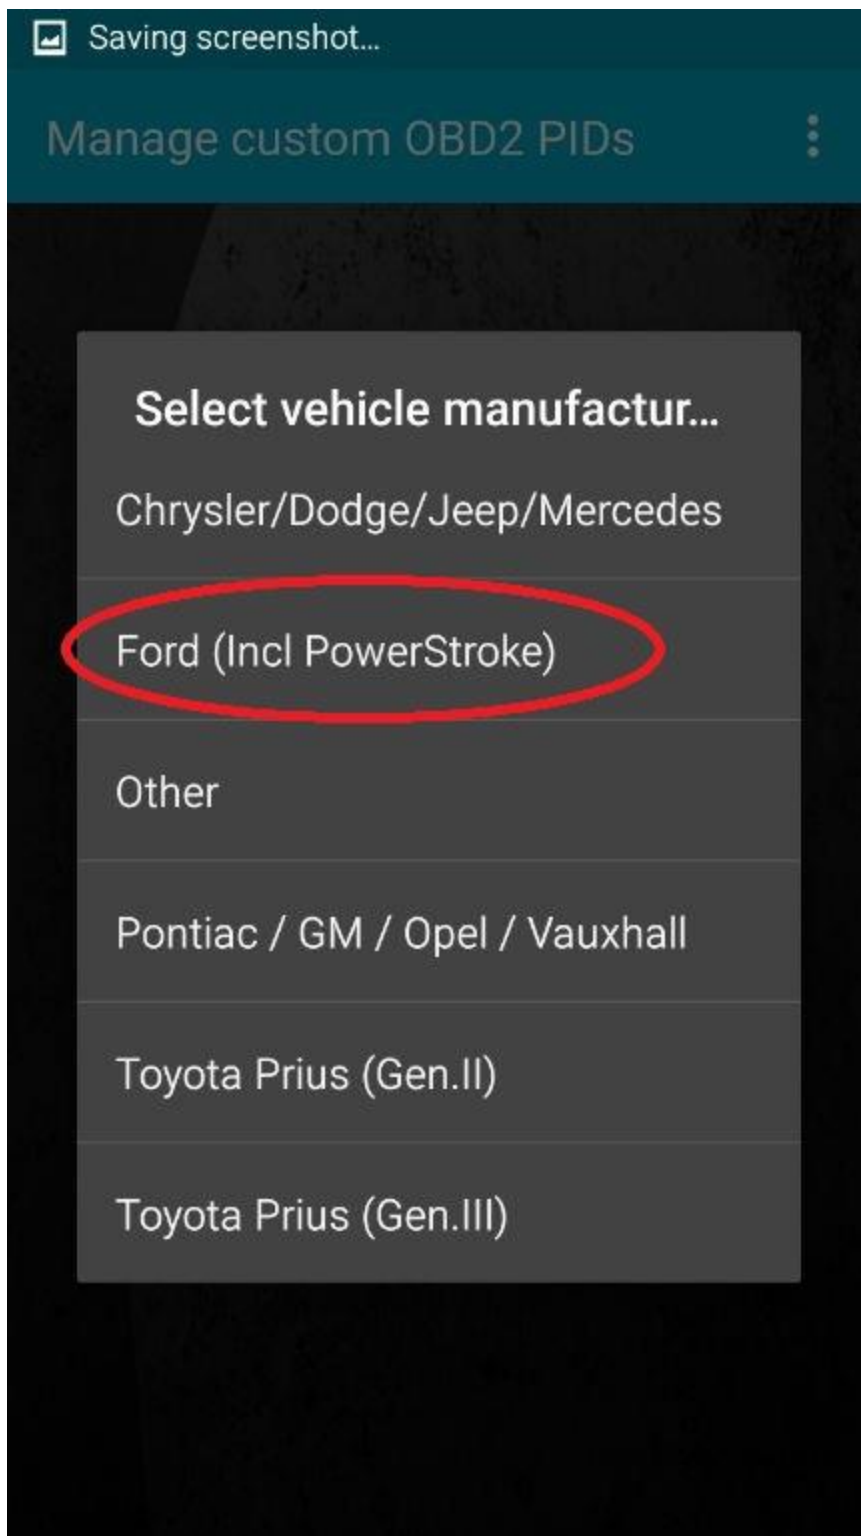 Saving screenshot...
Manage custom OBD2 PIDs
Select vehicle manufactur...
Chrysler/Dodge/Jeep/Mercedes
Ford (Incl PowerStroke)
Other
Pontiac / GM / Opel / Vauxhall
Toyota Prius (Gen.II)
Toyota Prius (Gen.III)